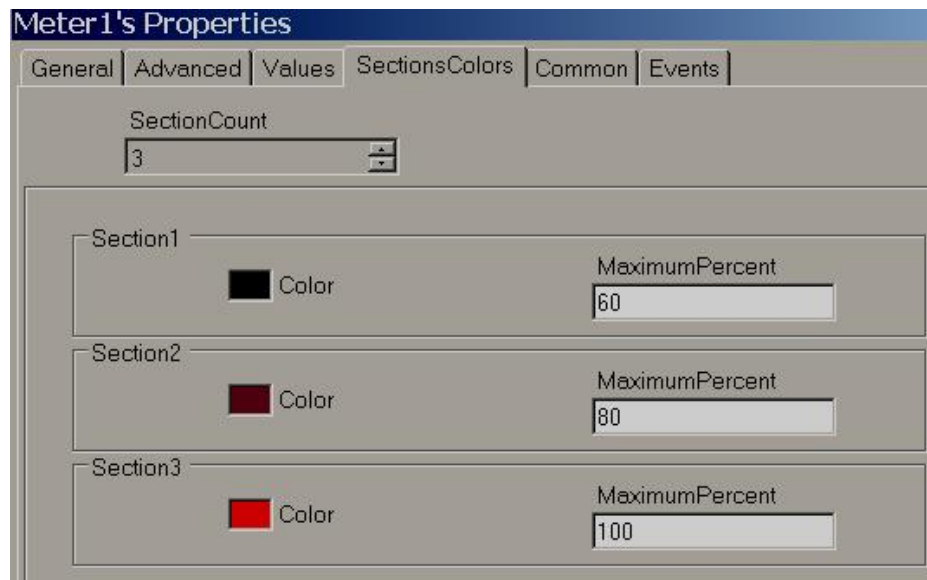 Meter1's Properties
General Advanced Values SectionsColors Common Events
SectionCount
3
Section1
Color
MaximumPercent
60
Section2
Color
MaximumPercent
80
Section3
Color
MaximumPercent
100